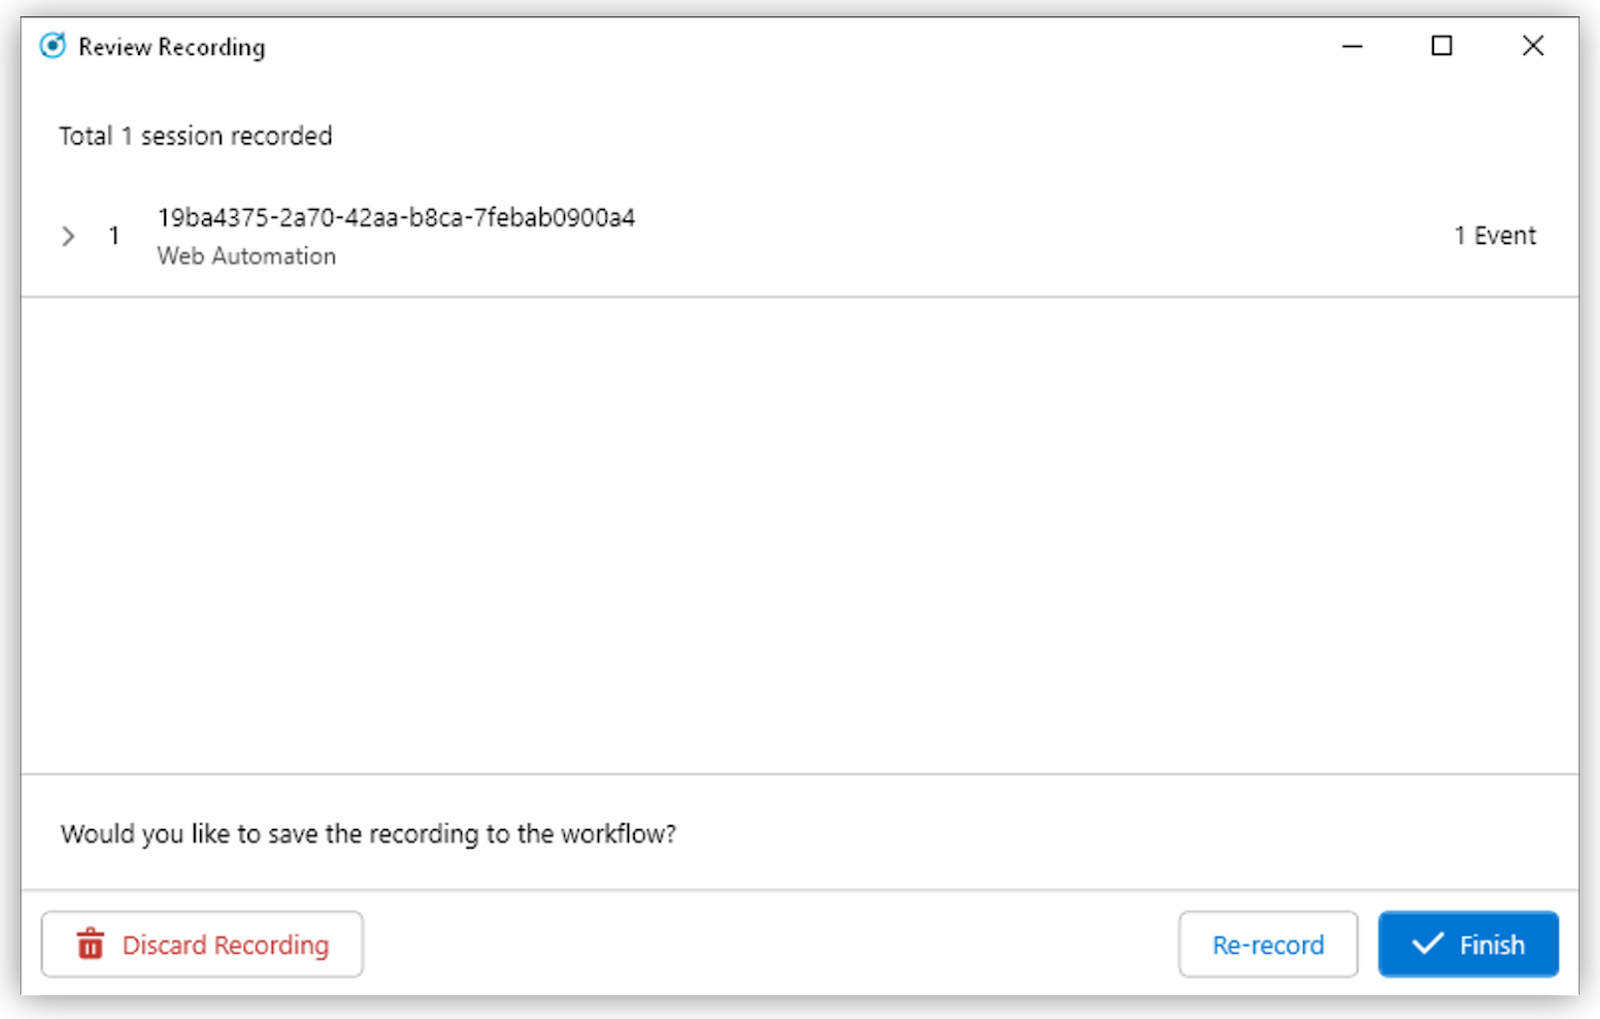 Review Recording
Total 1 session recorded
1
19ba4375-2a70-42aa-b8ca-7febab0900a4
Web Automation
1 Event
Would you like to save the recording to the workflow?
Discard Recording
Re-record
Finish